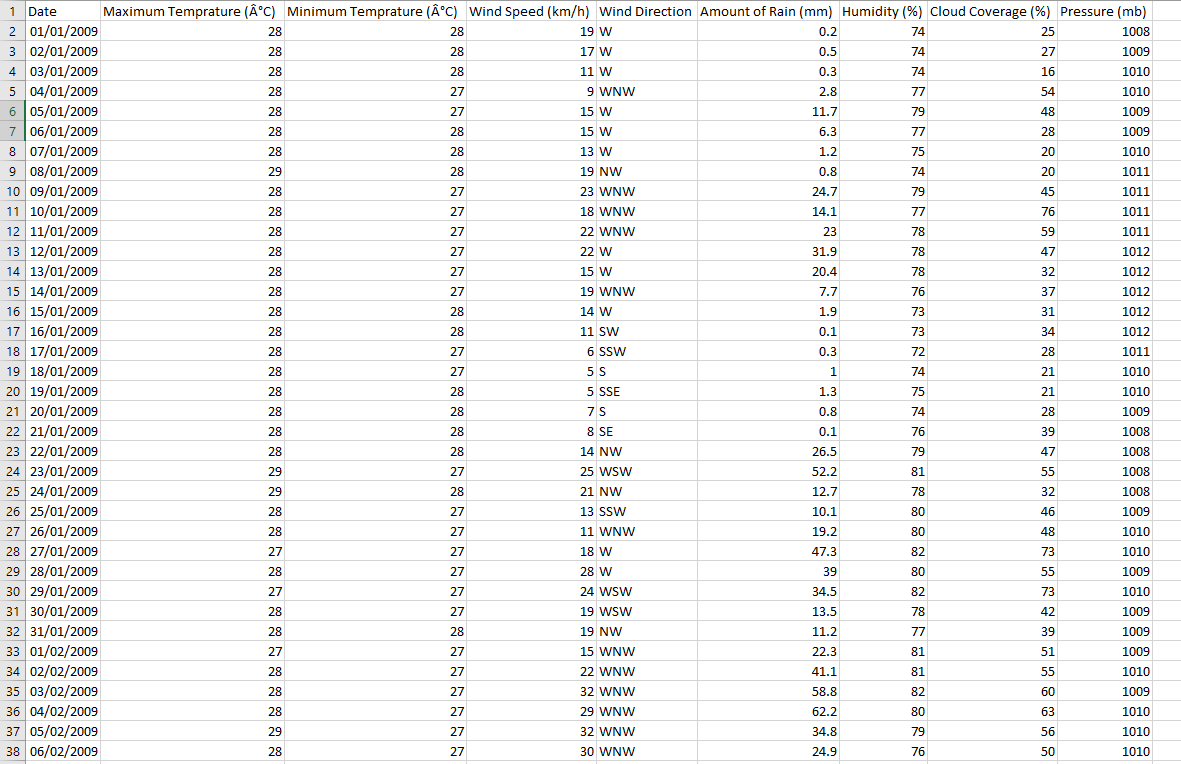 1 Date Maximum Temprature (Â°C) Minimum Temprature (Â°C) Wind Speed (km/h) Wind Direction Amount of Rain (mm) Humidity (%) Cloud Coverage (%) Pressure (mb)
2 01/01/2009 28 28 19 W 0.2 74 25 1008
3 02/01/2009 28 28 17 W 0.5 74 27 1009
4 03/01/2009 28 28 11 W 0.3 74 16 1010
5 04/01/2009 28 27 9 WNW 2.8 77 54 1010
6 05/01/2009 28 27 15 W 11.7 79 48 1009
7 06/01/2009 28 28 15 W 6.3 77 28 1009
8 07/01/2009 28 28 13 W 1.2 75 20 1010
9 08/01/2009 29 28 19 NW 0.8 74 20 1011
10 09/01/2009 28 27 23 WNW 24.7 79 45 1011
11 10/01/2009 28 27 18 WNW 14.1 77 76 1011
12 11/01/2009 28 27 22 WNW 23 78 59 1011
13 12/01/2009 28 27 22 W 31.9 78 47 1012
14 13/01/2009 28 27 15 W 20.4 78 32 1012
15 14/01/2009 28 27 19 WNW 7.7 76 37 1012
16 15/01/2009 28 28 14 W 1.9 73 31 1012
17 16/01/2009 28 28 11 SW 0.1 73 34 1012
18 17/01/2009 28 27 6 SSW 0.3 72 28 1011
19 18/01/2009 28 27 5 S 1 74 21 1010
20 19/01/2009 28 28 5 SSE 1.3 75 21 1010
21 20/01/2009 28 28 7 S 0.8 74 28 1009
22 21/01/2009 28 28 8 SE 0.1 76 39 1008
23 22/01/2009 28 28 14 NW 26.5 79 47 1008
24 23/01/2009 29 27 25 WSW 52.2 81 55 1008
25 24/01/2009 29 28 21 NW 12.7 78 32 1008
26 25/01/2009 28 27 13 SSW 10.1 80 46 1009
27 26/01/2009 28 27 11 WNW 19.2 80 48 1010
28 27/01/2009 27 27 18 W 47.3 82 73 1010
29 28/01/2009 28 27 28 W 39 80 55 1009
30 29/01/2009 27 27 24 WSW 34.5 82 73 1010
31 30/01/2009 28 27 19 WSW 13.5 78 42 1009
32 31/01/2009 28 28 19 NW 11.2 77 39 1009
33 01/02/2009 27 27 15 WNW 22.3 81 51 1009
34 02/02/2009 28 27 22 WNW 41.1 81 55 1010
35 03/02/2009 28 27 32 WNW 58.8 82 60 1009
36 04/02/2009 28 27 29 WNW 62.2 80 63 1010
37 05/02/2009 29 27 32 WNW 34.8 79 56 1010
38 06/02/2009 28 27 30 WNW 24.9 76 50 1010